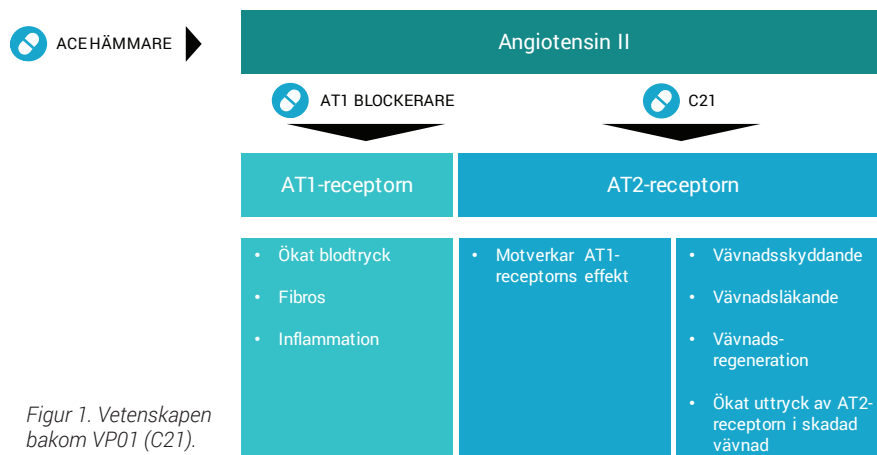 ACE HÄMMARE
Angiotensin II
AT1 BLOCKERARE
C21
AT1-receptorn
AT2-receptorn
• Ökat blodtryck
• Fibros
• Inflammation
• Motverkar AT1-
receptorns effekt
• Vävnadsskyddande
• Vävnadsläkande
• Vävnads-
regeneration
• Ökat uttryck av AT2-
receptorn i skadad
vävnad
Figur 1. Vetenskapen
bakom VP01 (C21).